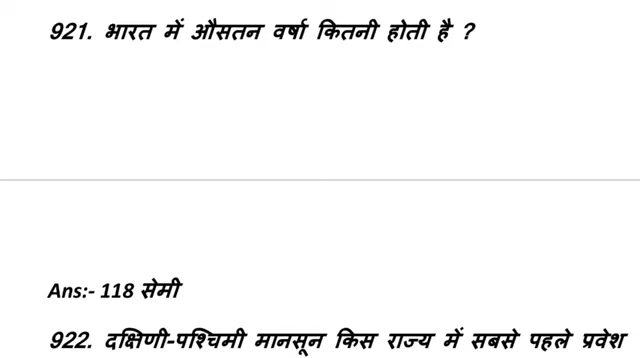 921. भारत में औसतन वर्षा कितनी होती है ?
Ans:- 118 सेमी
922. दक्षिणी-पश्चिमी मानसून किस राज्य में सबसे पहले प्रवेश